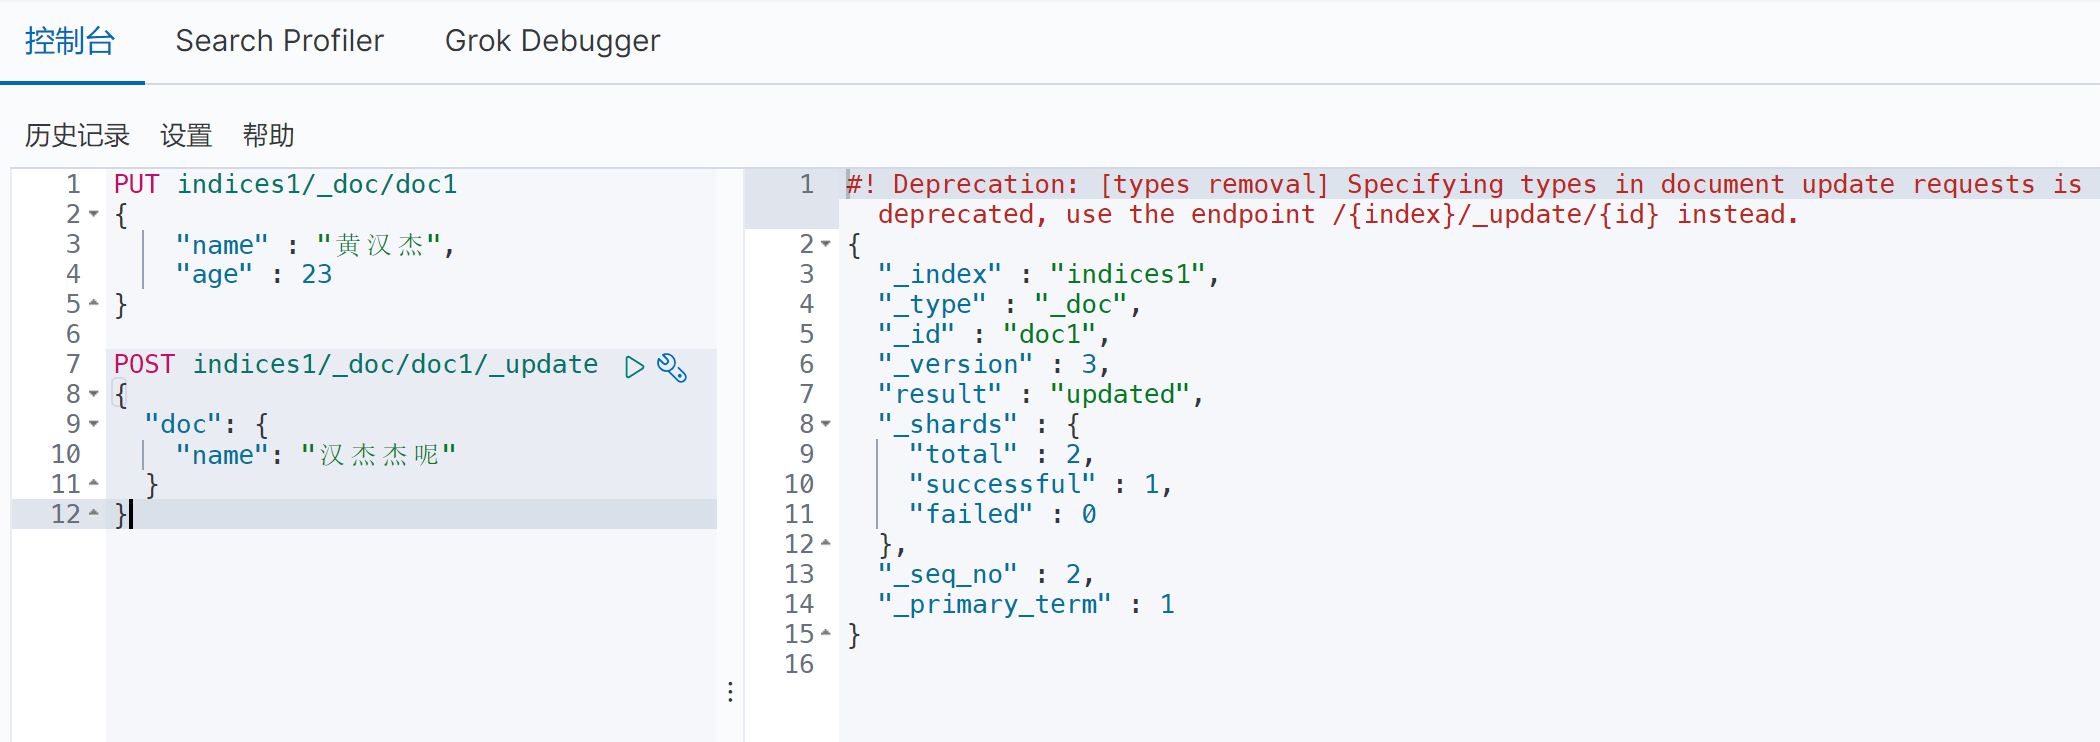 控制台 Search Profiler Grok Debugger
历史记录 设置 帮助
1 PUT indices1/_doc/doc1
2 {
3 "name" : "黄汉杰",
4 "age" : 23
5 }
6
7 POST indices1/_doc/doc1/_update
8 {
9 "doc": {
10 "name": "汉杰杰呢"
11 }
12 }
1 #! Deprecation: [types removal] Specifying types in document update requests is
deprecated, use the endpoint /{index}/_update/{id} instead.
2 {
3 "_index" : "indices1",
4 "_type" : "_doc",
5 "_id" : "doc1",
6 "_version" : 3,
7 "result" : "updated",
8 "_shards" : {
9 "total" : 2,
10 "successful" : 1,
11 "failed" : 0
12 },
13 "_seq_no" : 2,
14 "_primary_term" : 1
15 }
16